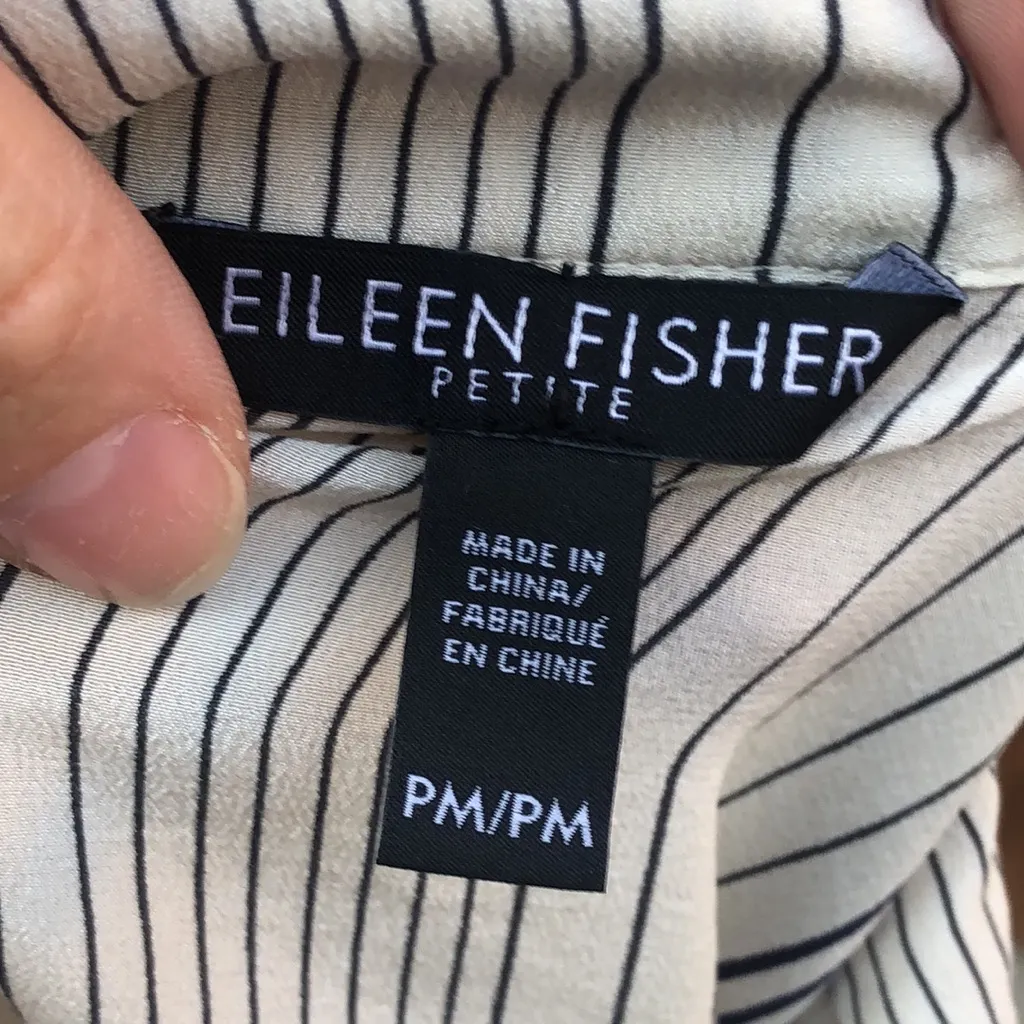 EILEEN FISHER
PETITE
MADE IN
CHINA/
FABRIQUÉ
EN CHINE
PM/PM